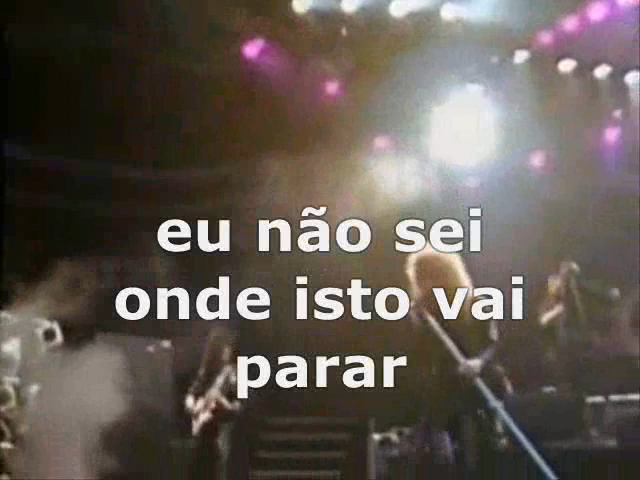 eu não sei
onde isto vai
parar